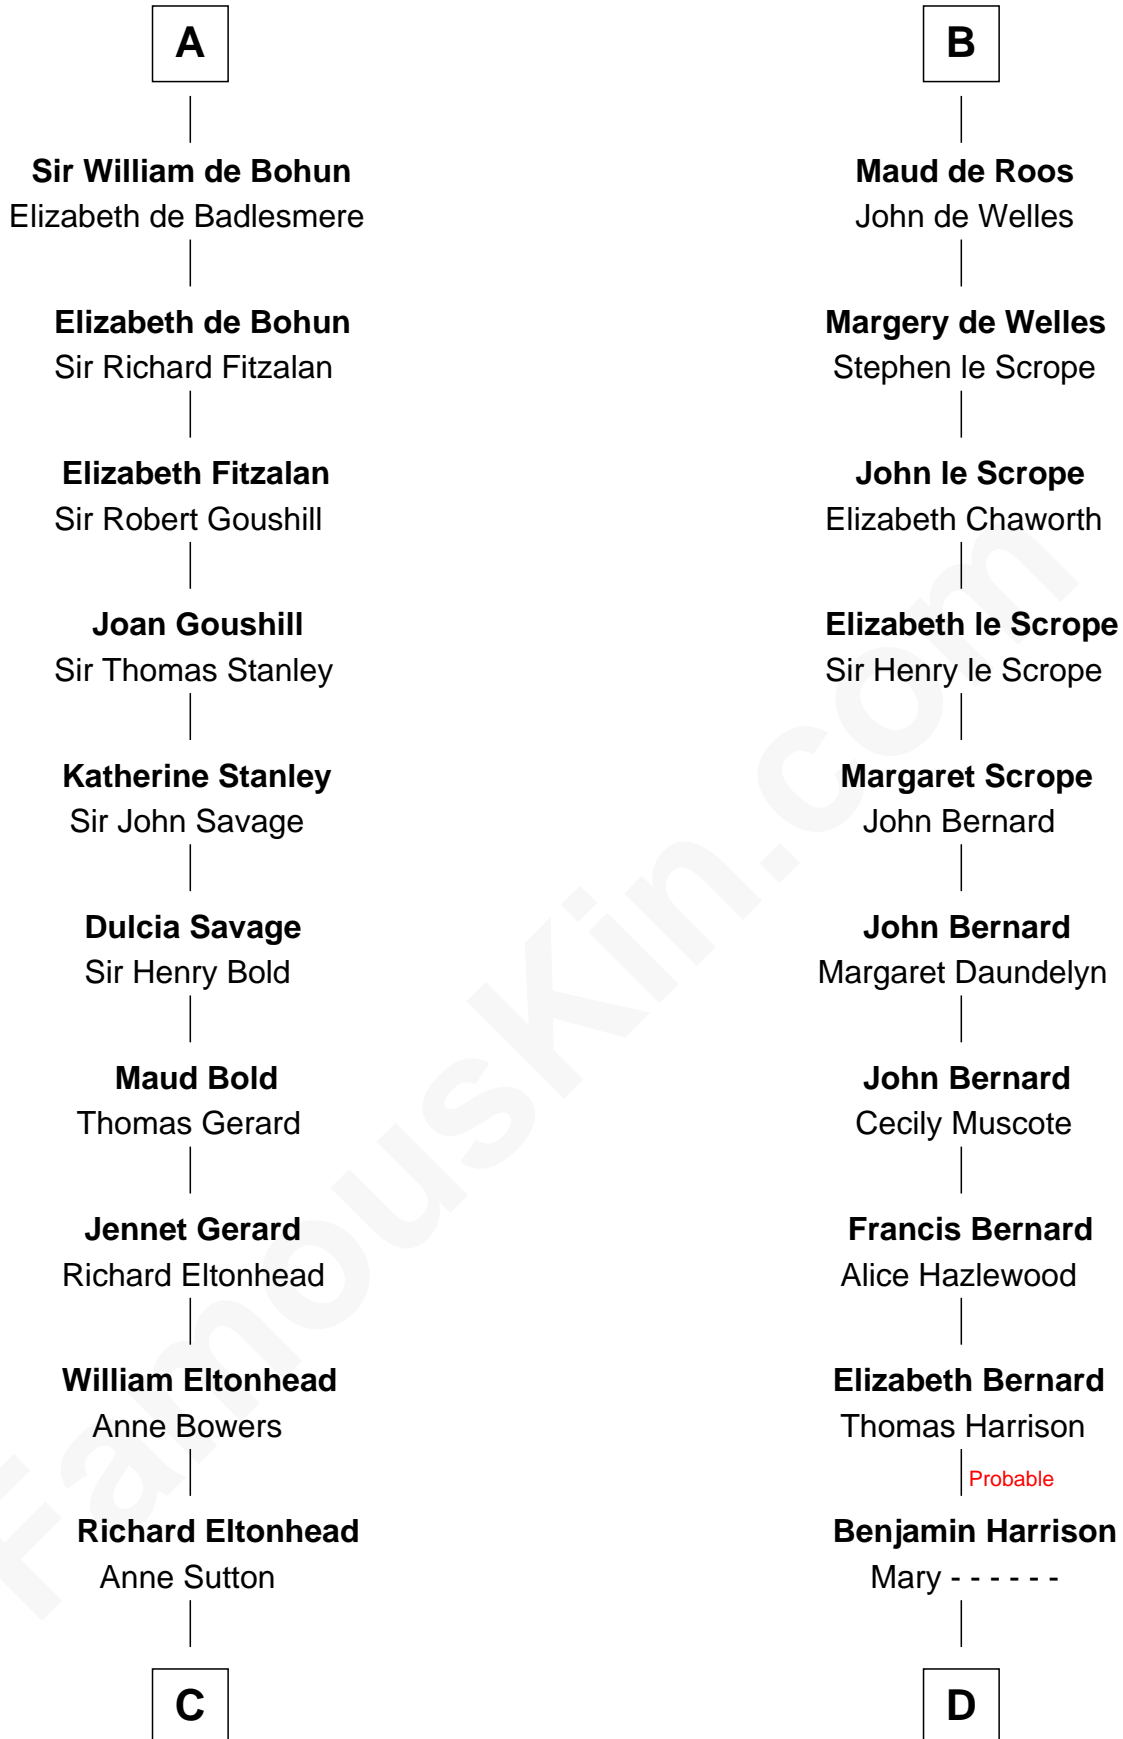 A
Sir William de Bohun
Elizabeth de Badlesmere
Elizabeth de Bohun
Sir Richard Fitzalan
Elizabeth Fitzalan
Sir Robert Goushill
Joan Goushill
Sir Thomas Stanley
Katherine Stanley
Sir John Savage
Dulcia Savage
Sir Henry Bold
Maud Bold
Thomas Gerard
Jennet Gerard
Richard Eltonhead
William Eltonhead
Anne Bowers
Richard Eltonhead
Anne Sutton
C
B
Maud de Roos
John de Welles
Margery de Welles
Stephen le Scrope
John le Scrope
Elizabeth Chaworth
Elizabeth le Scrope
Sir Henry le Scrope
Margaret Scrope
John Bernard
John Bernard
Margaret Daundelyn
John Bernard
Cecily Muscote
Francis Bernard
Alice Hazlewood
Elizabeth Bernard
Thomas Harrison
Probable
Benjamin Harrison
Mary - - - - - -
D
FamousKin.com